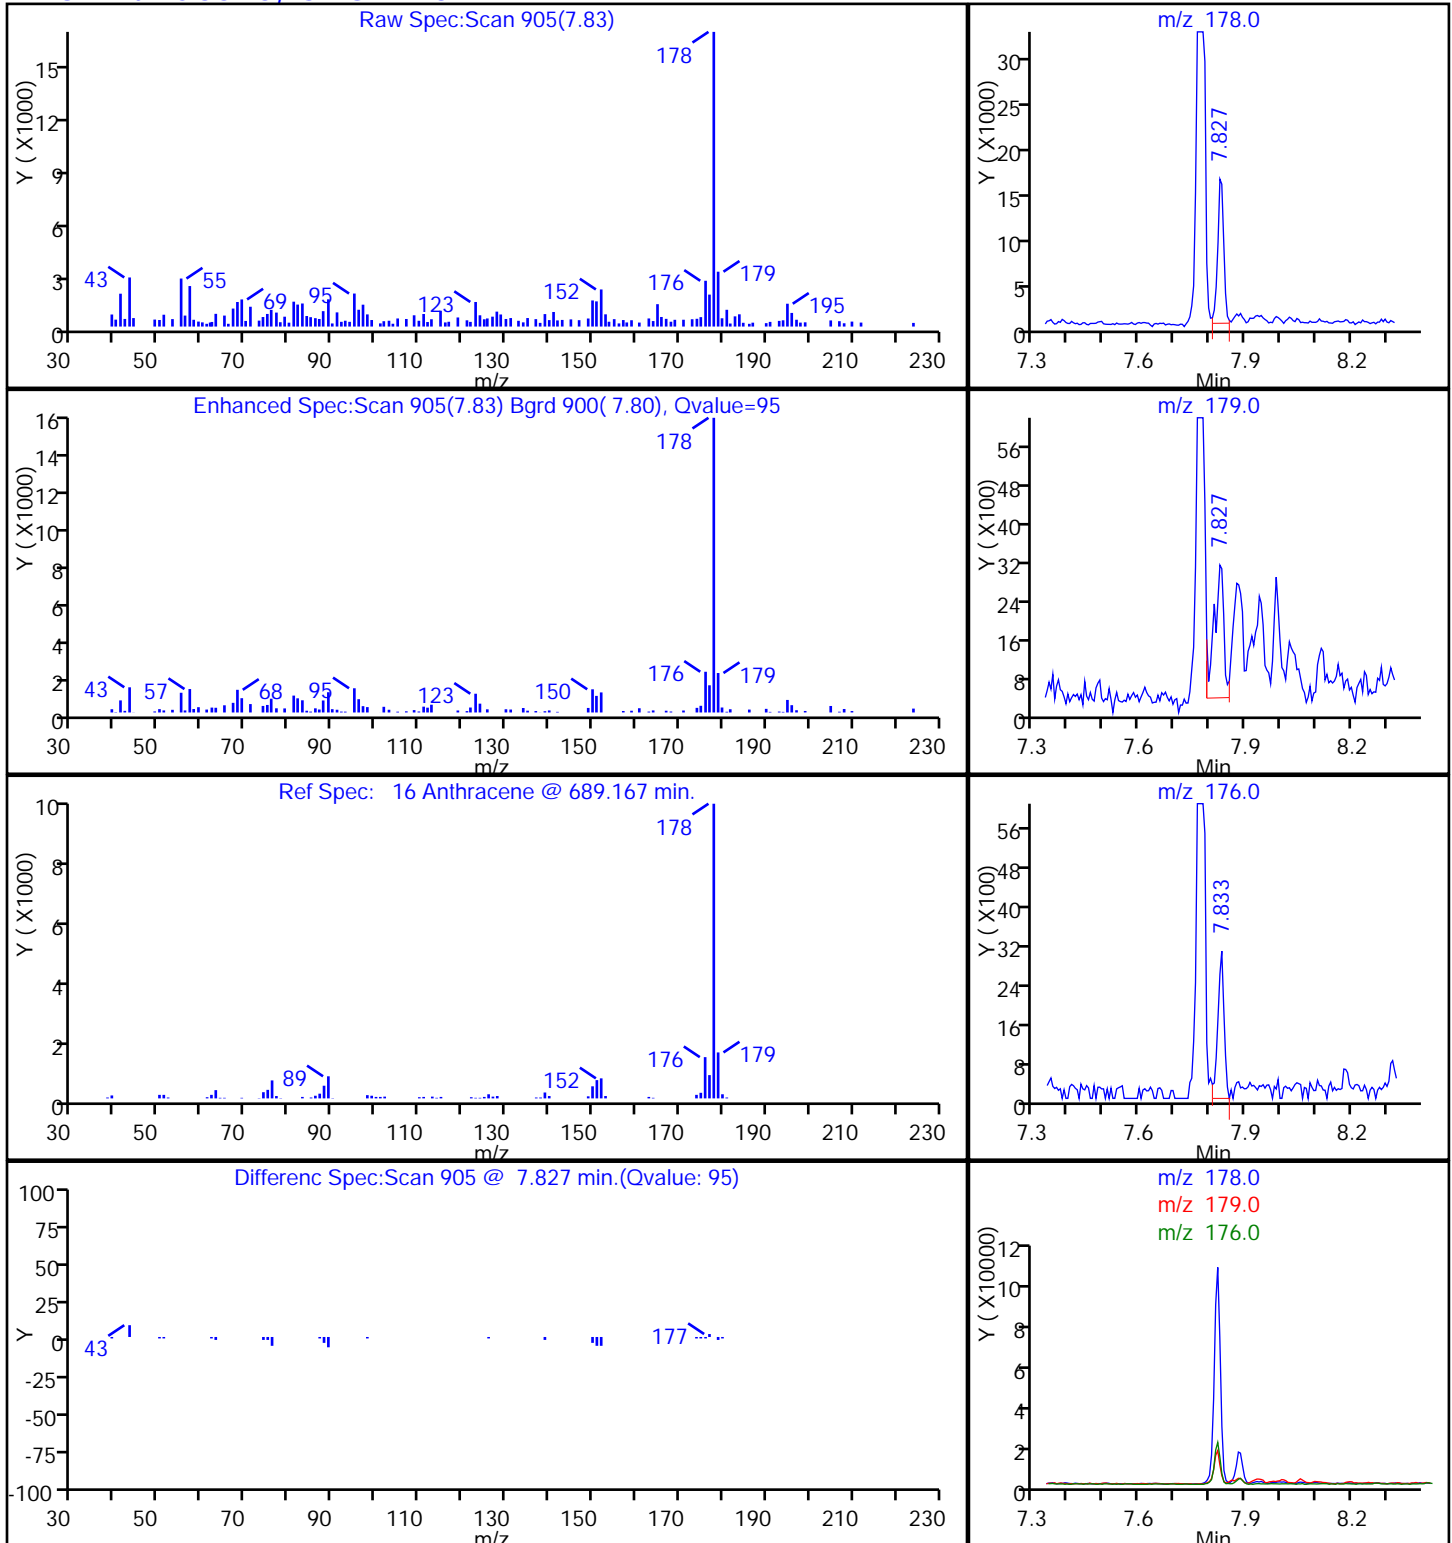 Raw Spec:Scan 905(7.83)
Y ( X1000)
15
12
9
6
3
0
178
43
55
69
95
123
152
176
179
195
30 50 70 90 110 130 150 170 190 210 230
m/z
m/z 178.0
Y ( X1000)
30
25
20
15
10
5
0
7.827
7.3 7.6 7.9 8.2
Min
Enhanced Spec:Scan 905(7.83) Bgrd 900( 7.80), Qvalue=95
Y ( X1000)
16
14
12
10
8
6
4
2
0
178
43
57
68
95
123
150
176
179
30 50 70 90 110 130 150 170 190 210 230
m/z
m/z 179.0
Y ( X100)
56
48
40
32
24
16
8
0
7.827
7.3 7.6 7.9 8.2
Min
Ref Spec: 16 Anthracene @ 689.167 min.
Y ( X1000)
10
8
6
4
2
0
178
89
152
176
179
30 50 70 90 110 130 150 170 190 210 230
m/z
m/z 176.0
Y ( X100)
56
48
40
32
24
16
8
0
7.833
7.3 7.6 7.9 8.2
Min
Differenc Spec:Scan 905 @ 7.827 min.(Qvalue: 95)
Y
100
75
50
25
0
-25
-50
-75
-100
43
177
30 50 70 90 110 130 150 170 190 210 230
m/z
m/z 178.0
m/z 179.0
m/z 176.0
Y ( X10000)
12
10
8
6
4
2
0
7.3 7.6 7.9 8.2
Min